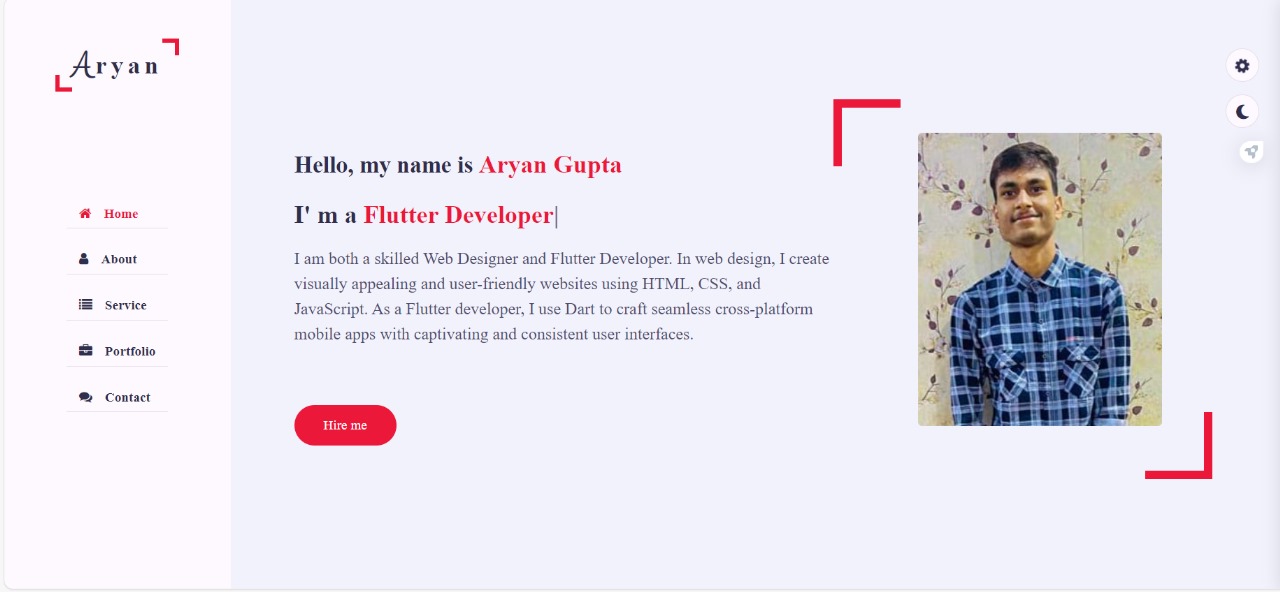 Aryan
Home
About
Service
Portfolio
Contact
Hello, my name is Aryan Gupta
I' m a Flutter Developer|
I am both a skilled Web Designer and Flutter Developer. In web design, I create
visually appealing and user-friendly websites using HTML, CSS, and
JavaScript. As a Flutter developer, I use Dart to craft seamless cross-platform
mobile apps with captivating and consistent user interfaces.
Hire me